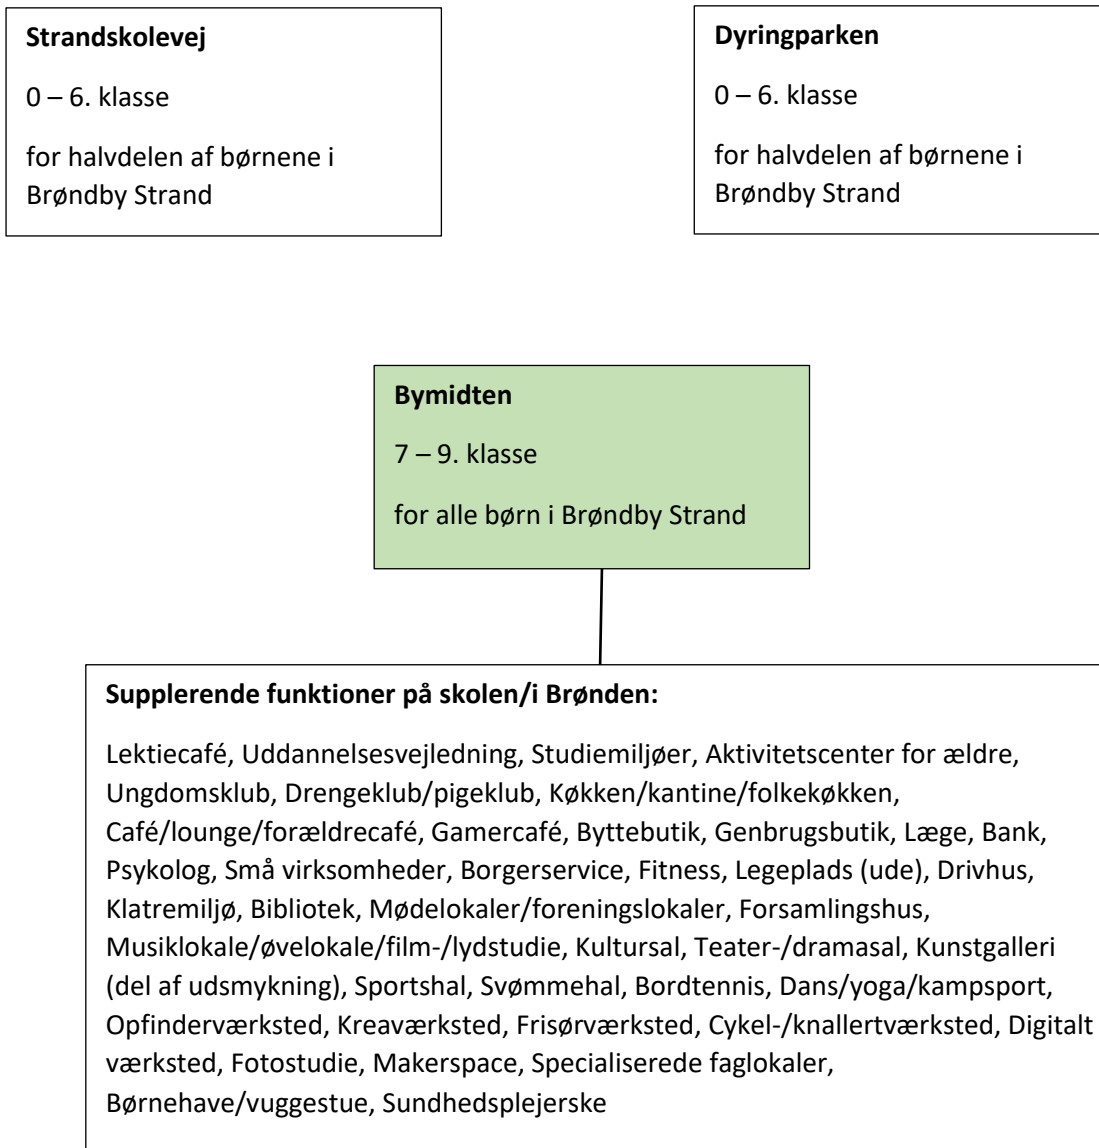 Strandskolevej
0 – 6. klasse
for halvdelen af børnene i
Brøndby Strand
Dyringparken
0 – 6. klasse
for halvdelen af børnene i
Brøndby Strand
Bymidten
7 – 9. klasse
for alle børn i Brøndby Strand
Supplerende funktioner på skolen/i Brønden:
Lektiecafé, Uddannelsesvejledning, Studiemiljøer, Aktivitetscenter for ældre,
Ungdomsklub, Drengeklub/pigeklub, Køkken/kantine/folkekøkken,
Café/lounge/forældrecafé, Gamercafé, Byttebutik, Genbrugsbutik, Læge, Bank,
Psykolog, Små virksomheder, Borgerservice, Fitness, Legeplads (ude), Drivhus,
Klatremiljø, Bibliotek, Mødelokaler/foreningslokaler, Forsamlingshus,
Musiklokale/øvelokale/film-/lydstudie, Kultursal, Teater-/dramasal, Kunstgalleri
(del af udsmykning), Sportshal, Svømmehal, Bordtennis, Dans/yoga/kampsport,
Opfinderværksted, Kreaværksted, Frisørværksted, Cykel-/knallertværksted, Digitalt
værksted, Fotostudie, Makerspace, Specialiserede faglokaler,
Børnehave/vuggestue, Sundhedsplejerske